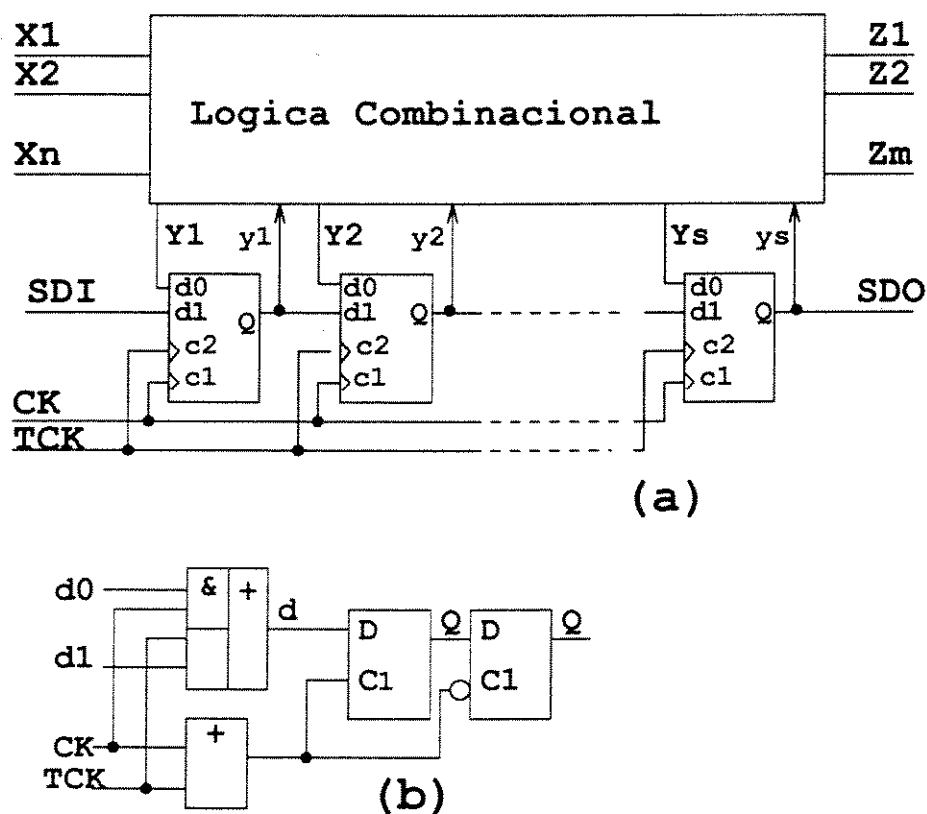 X1 Z1
X2 Z2
Logica Combinacional
Xn Zm
Y1 y1 Y2 y2 Ys ys
SDI d0 d0 d0 SDO
d1 Q d1 Q d1 Q
c2 c2 c2
c1 c1 c1
CK
TCK
(a)
d0 & + d Q Q
D D
d1 C1 C1
+
CK
TCK
(b)